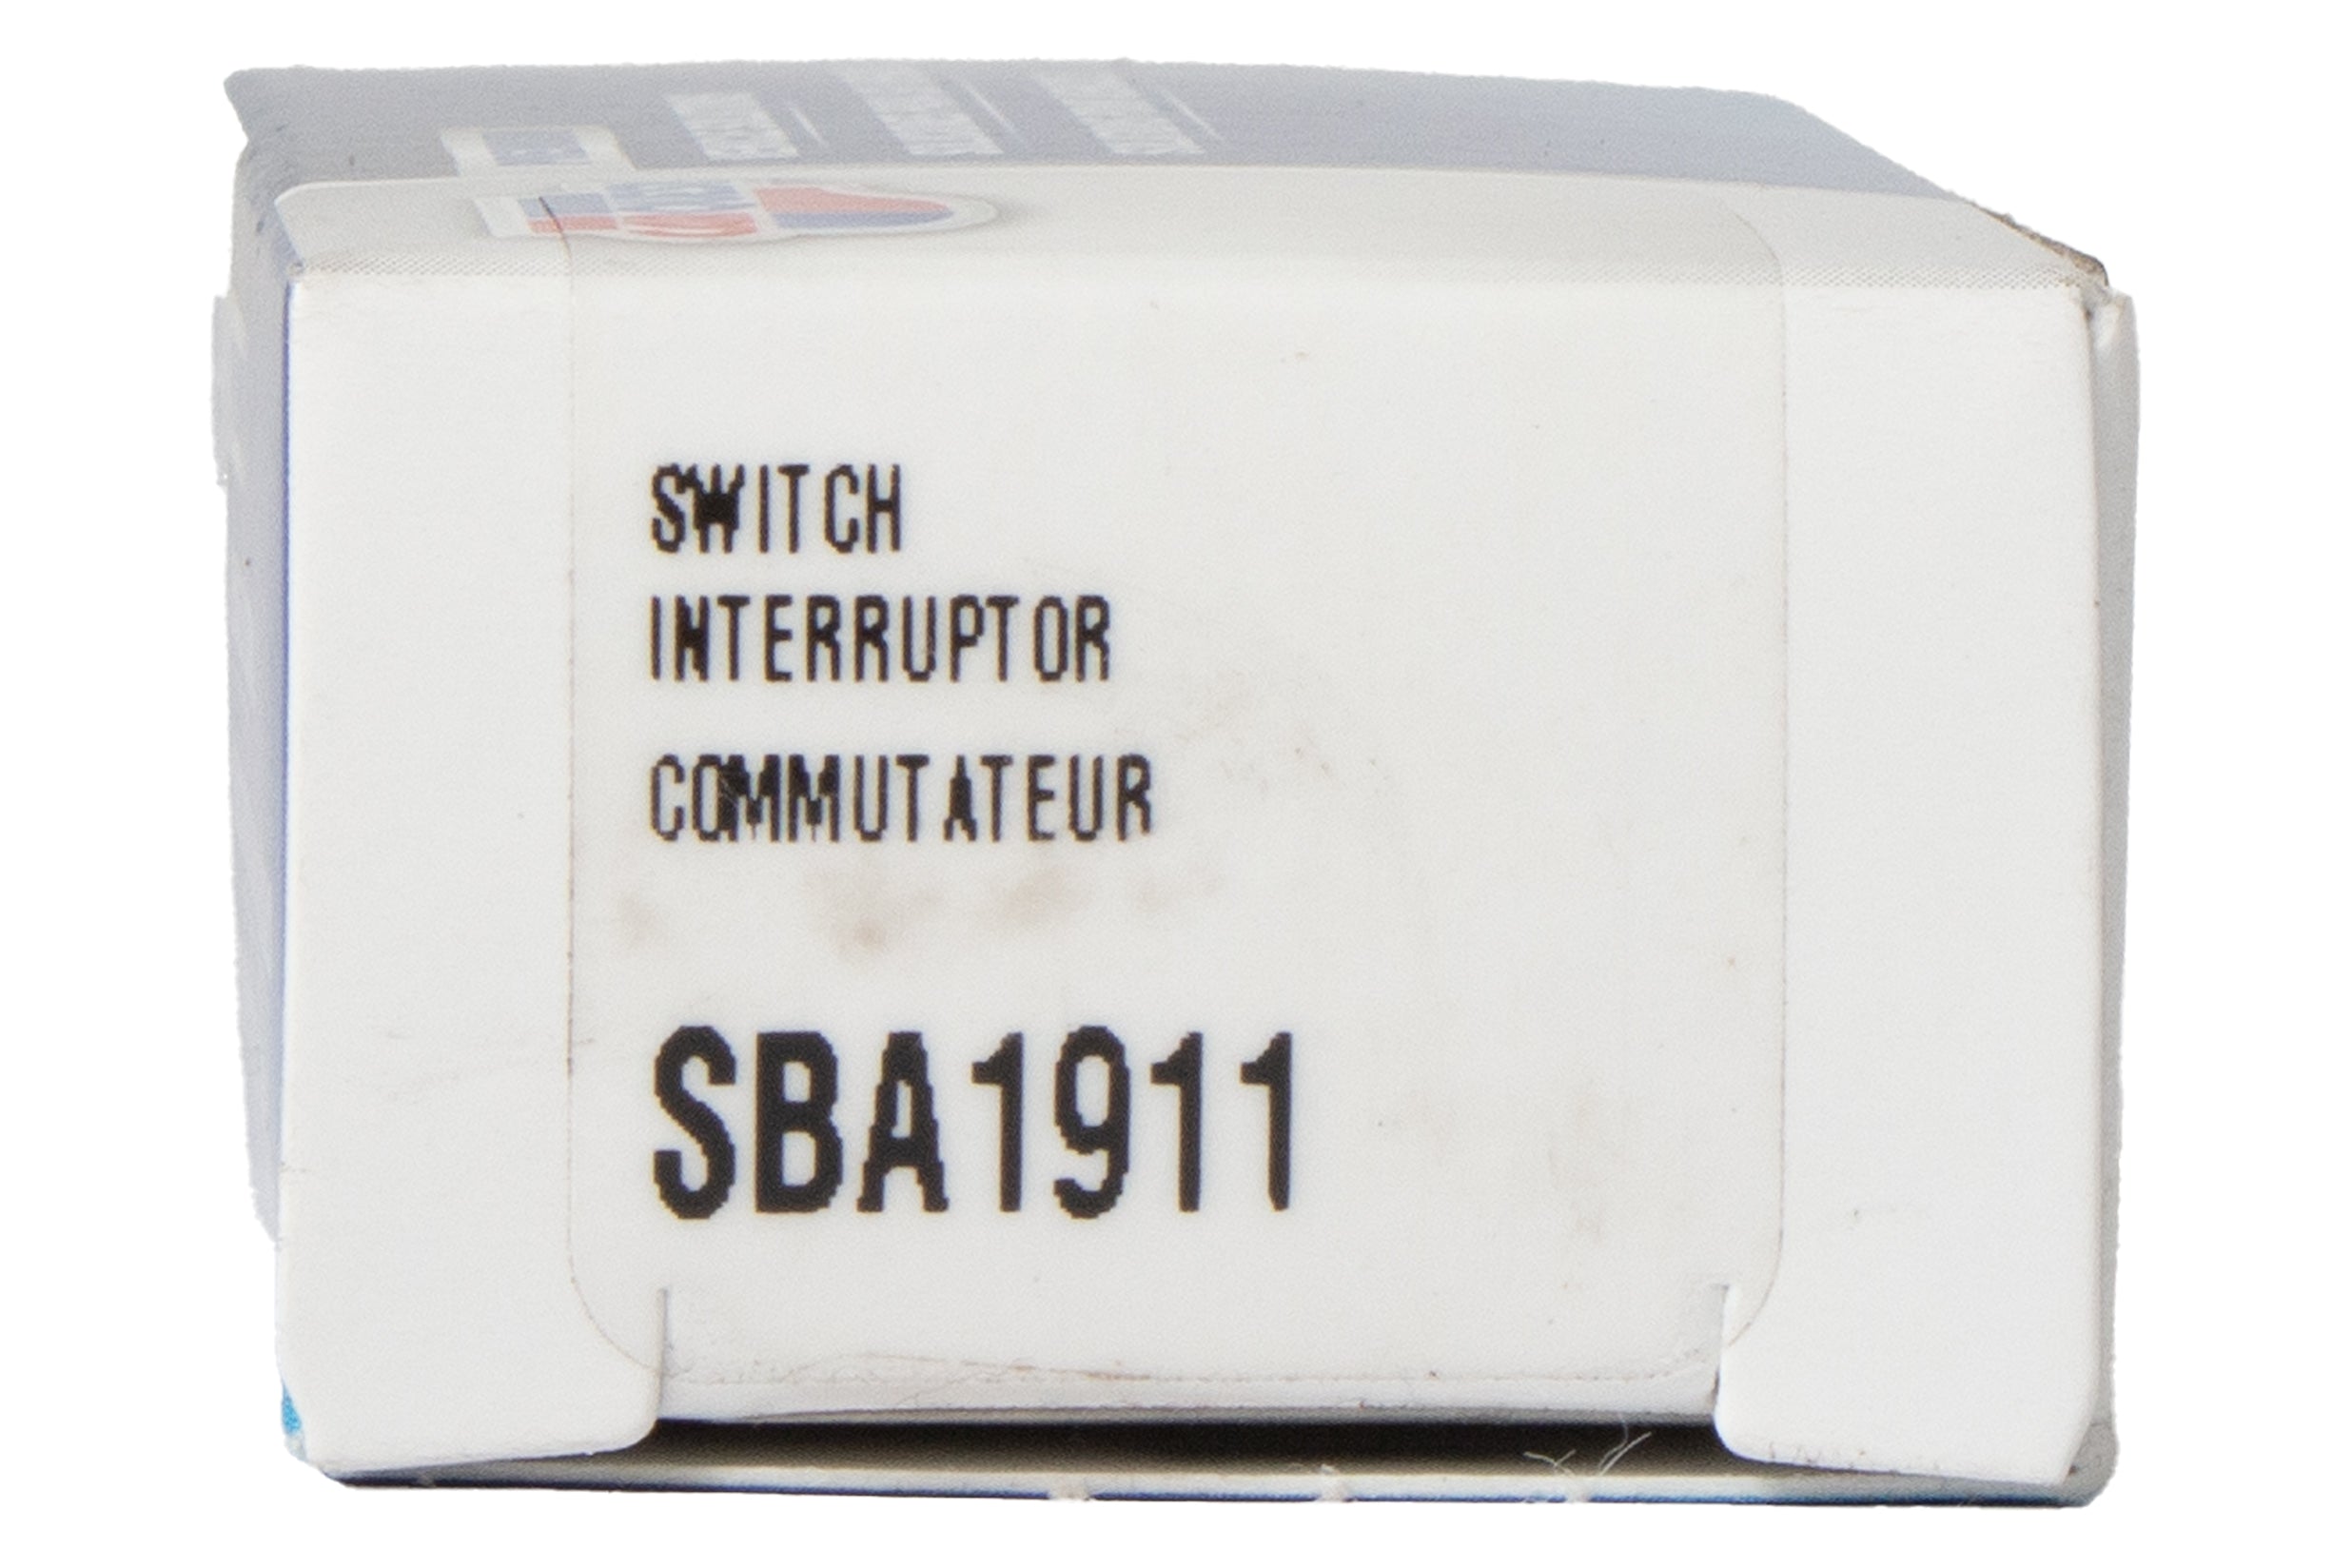 SWITCH
INTERRUPTOR
COMMUTATEUR
SBA1911